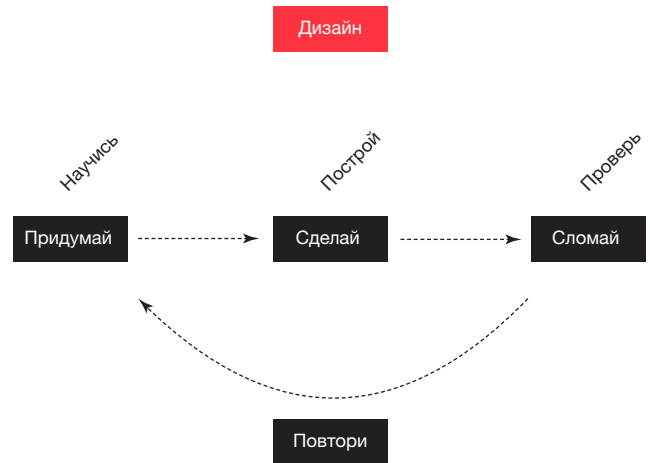 Дизайн
Научись
Построй
Проверь
Придумай
Сделай
Сломай
Повтори